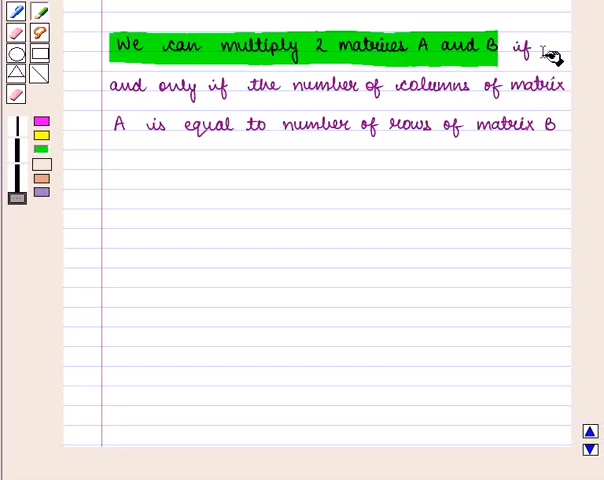 We can multiply 2 matrices A and B if
and only if the number of columns of matrix
A is equal to number of rows of matrix B